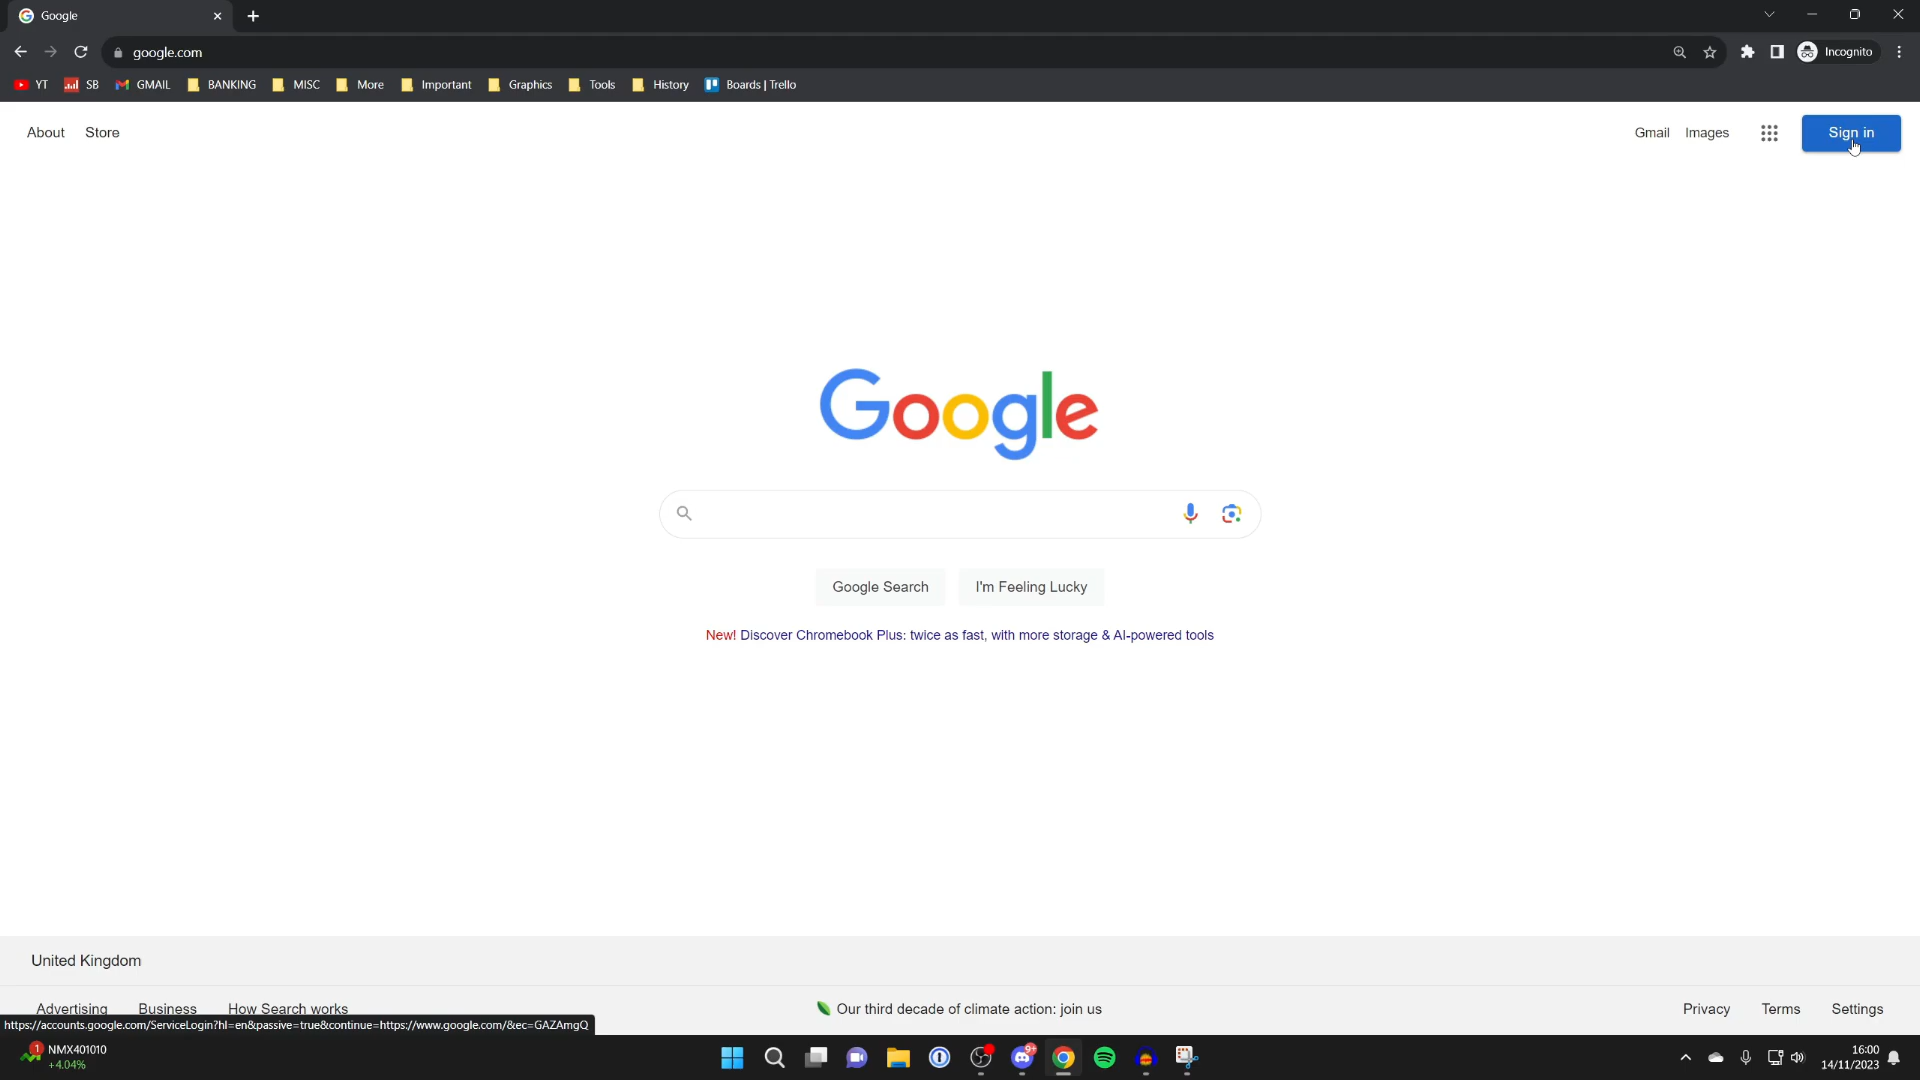 Google
google.com
Incognito
YT SB GMAIL BANKING MISC More Important Graphics Tools History Boards | Trello
About Store Gmail Images Sign in
Google
Google Search I'm Feeling Lucky
New! Discover Chromebook Plus: twice as fast, with more storage & AI-powered tools
United Kingdom
Advertising Business How Search works Our third decade of climate action: join us Privacy Terms Settings
https://accounts.google.com/ServiceLogin?hl=en&passive=true&continue=https://www.google.com/&ec=GAZAmgQ
1 NMX401010 9+ 16:00
+4.04% 14/11/2023